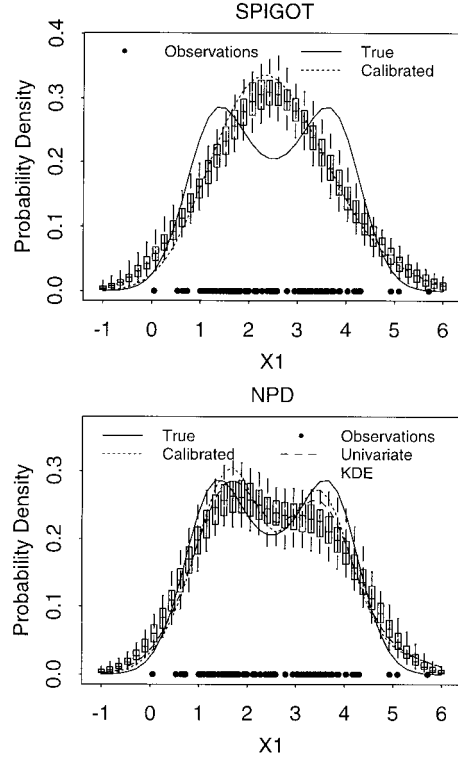 SPIGOT
Observations
True
Calibrated
Probability Density
0.0 0.1 0.2 0.3 0.4
-1 0 1 2 3 4 5 6
X1
NPD
True
Calibrated
Observations
Univariate
KDE
Probability Density
0.0 0.1 0.2 0.3
-1 0 1 2 3 4 5 6
X1